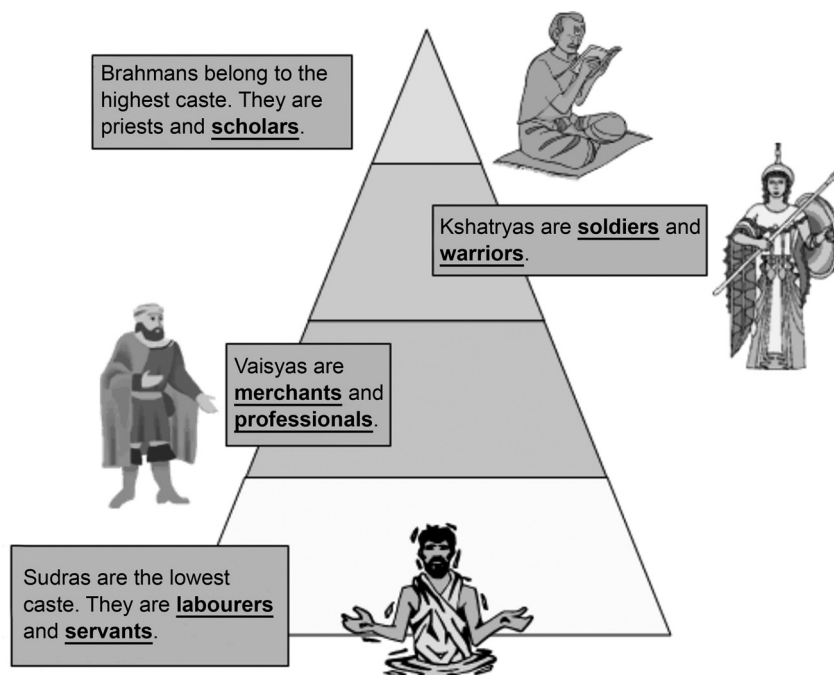 Brahmans belong to the
highest caste. They are
priests and scholars.
Kshatryas are soldiers and
warriors.
Vaisyas are
merchants and
professionals.
Sudras are the lowest
caste. They are labourers
and servants.